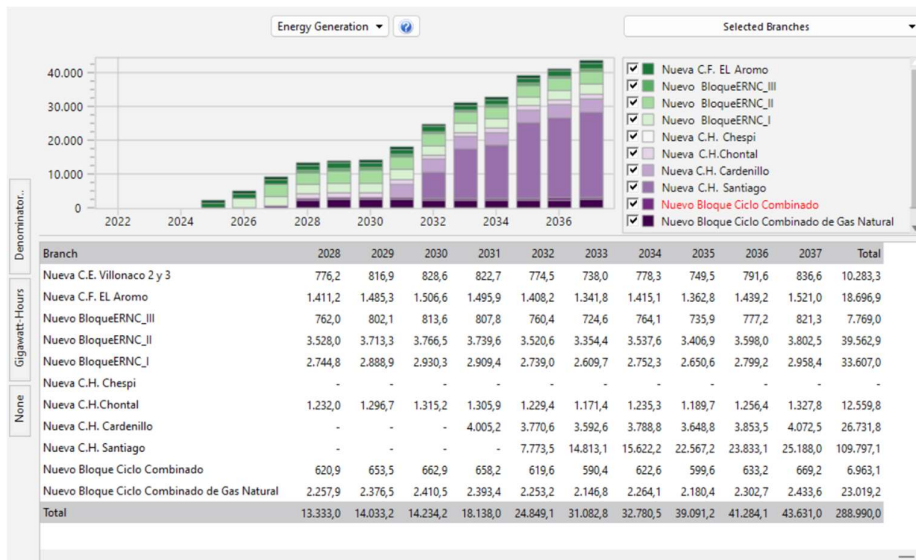 Energy Generation
Selected Branches
40.000
30.000
20.000
10.000
0
2022 2024 2026 2028 2030 2032 2034 2036
Nueva C.F. EL Aromo
Nuevo BloqueERNC_III
Nuevo BloqueERNC_II
Nuevo BloqueERNC_I
Nueva C.H. Chespi
Nueva C.H.Chontal
Nueva C.H. Cardenillo
Nueva C.H. Santiago
Nuevo Bloque Ciclo Combinado
Nuevo Bloque Ciclo Combinado de Gas Natural
Denominator..
Gigawatt-Hours
None
Branch 2028 2029 2030 2031 2032 2033 2034 2035 2036 2037 Total
Nueva C.E. Villonaco 2 y 3 776,2 816,9 828,6 822,7 774,5 738,0 778,3 749,5 791,6 836,6 10.283,3
Nueva C.F. EL Aromo 1.411,2 1.485,3 1.506,6 1.495,9 1.408,2 1.341,8 1.415,1 1.362,8 1.439,2 1.521,0 18.696,9
Nuevo BloqueERNC_III 762,0 802,1 813,6 807,8 760,4 724,6 764,1 735,9 777,2 821,3 7.769,0
Nuevo BloqueERNC_II 3.528,0 3.713,3 3.766,5 3.739,6 3.520,6 3.354,4 3.537,6 3.406,9 3.598,0 3.802,5 39.562,9
Nuevo BloqueERNC_I 2.744,8 2.888,9 2.930,3 2.909,4 2.739,0 2.609,7 2.752,3 2.650,6 2.799,2 2.958,4 33.607,0
Nueva C.H. Chespi - - - - - - - - - - -
Nueva C.H.Chontal 1.232,0 1.296,7 1.315,2 1.305,9 1.229,4 1.171,4 1.235,3 1.189,7 1.256,4 1.327,8 12.559,8
Nueva C.H. Cardenillo - - - 4.005,2 3.770,6 3.592,6 3.788,8 3.648,8 3.853,5 4.072,5 26.731,8
Nueva C.H. Santiago - - - - 7.773,5 14.813,1 15.622,2 22.567,2 23.833,1 25.188,0 109.797,1
Nuevo Bloque Ciclo Combinado 620,9 653,5 662,9 658,2 619,6 590,4 622,6 599,6 633,2 669,2 6.963,1
Nuevo Bloque Ciclo Combinado de Gas Natural 2.257,9 2.376,5 2.410,5 2.393,4 2.253,2 2.146,8 2.264,1 2.180,4 2.302,7 2.433,6 23.019,2
Total 13.333,0 14.033,2 14.234,2 18.138,0 24.849,1 31.082,8 32.780,5 39.091,2 41.284,1 43.631,0 288.990,0